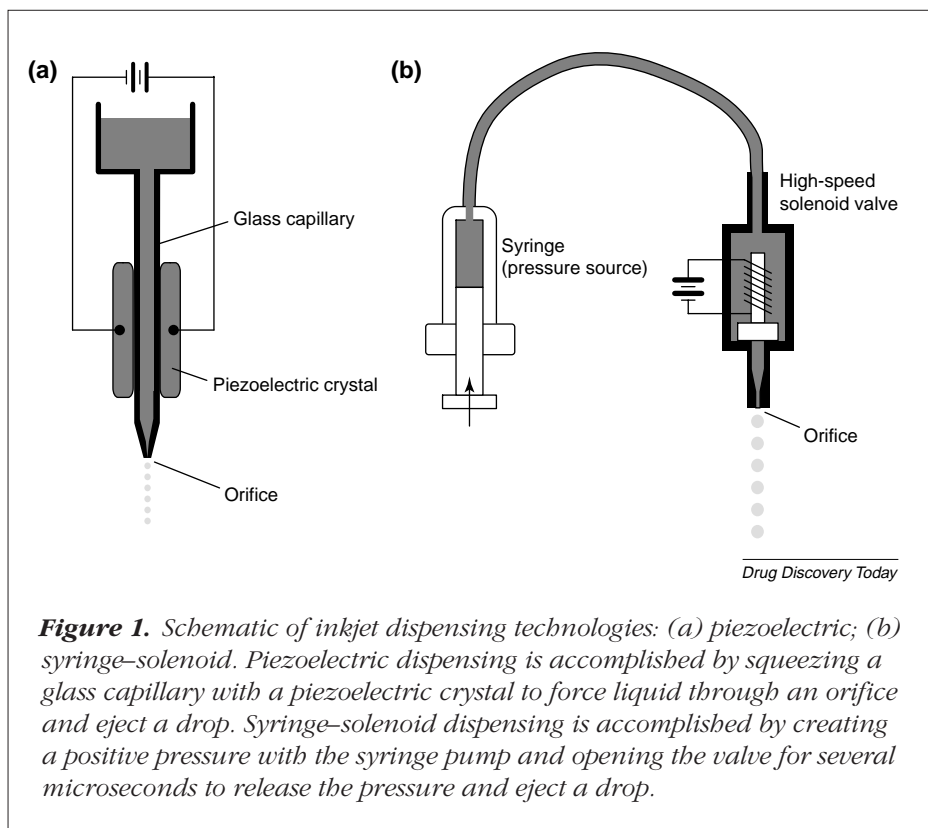 (a)
(b)
Glass capillary
Piezoelectric crystal
Orifice
Syringe
(pressure source)
High-speed
solenoid valve
Orifice
Drug Discovery Today
Figure 1. Schematic of inkjet dispensing technologies: (a) piezoelectric; (b)
syringe–solenoid. Piezoelectric dispensing is accomplished by squeezing a
glass capillary with a piezoelectric crystal to force liquid through an orifice
and eject a drop. Syringe–solenoid dispensing is accomplished by creating
a positive pressure with the syringe pump and opening the valve for several
microseconds to release the pressure and eject a drop.